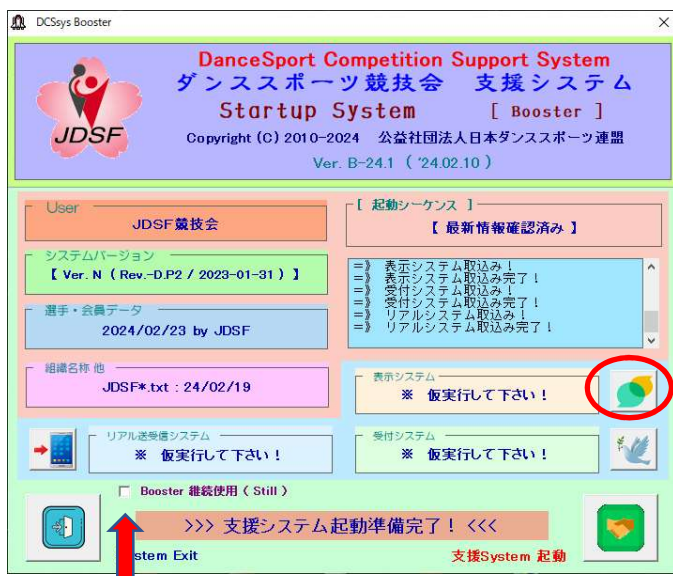 DCSsys Booster
JDSF
DanceSport Competition Support System
ダンススポーツ競技会 支援システム
Startup System [ Booster ]
Copyright (C) 2010-2024 公益社団法人日本ダンススポーツ連盟
Ver. B-24.1 ( '24.02.10 )
User
JDSF競技会
[ 起動シーケンス ]
【 最新情報確認済み 】
システムバージョン
【 Ver. N ( Rev.-D.P2 / 2023-01-31 ) 】
=》 表示システム取込み!
=》 表示システム取込み完了!
=》 受付システム取込み!
=》 受付システム取込み完了!
=》 リアルシステム取込み!
=》 リアルシステム取込み完了!
選手・会員データ
2024/02/23 by JDSF
組織名称 他
JDSF*.txt : 24/02/19
表示システム
※ 仮実行して下さい!
リアル送受信システム
※ 仮実行して下さい!
受付システム
※ 仮実行して下さい!
Booster 継続使用 ( Still )
>>> 支援システム起動準備完了! <<<
stem Exit
支援System 起動